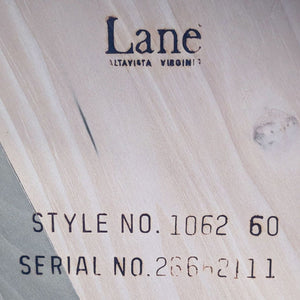 Lane
ALTAVISTA VIRGINIA
STYLE NO. 1062 60
SERIAL NO.